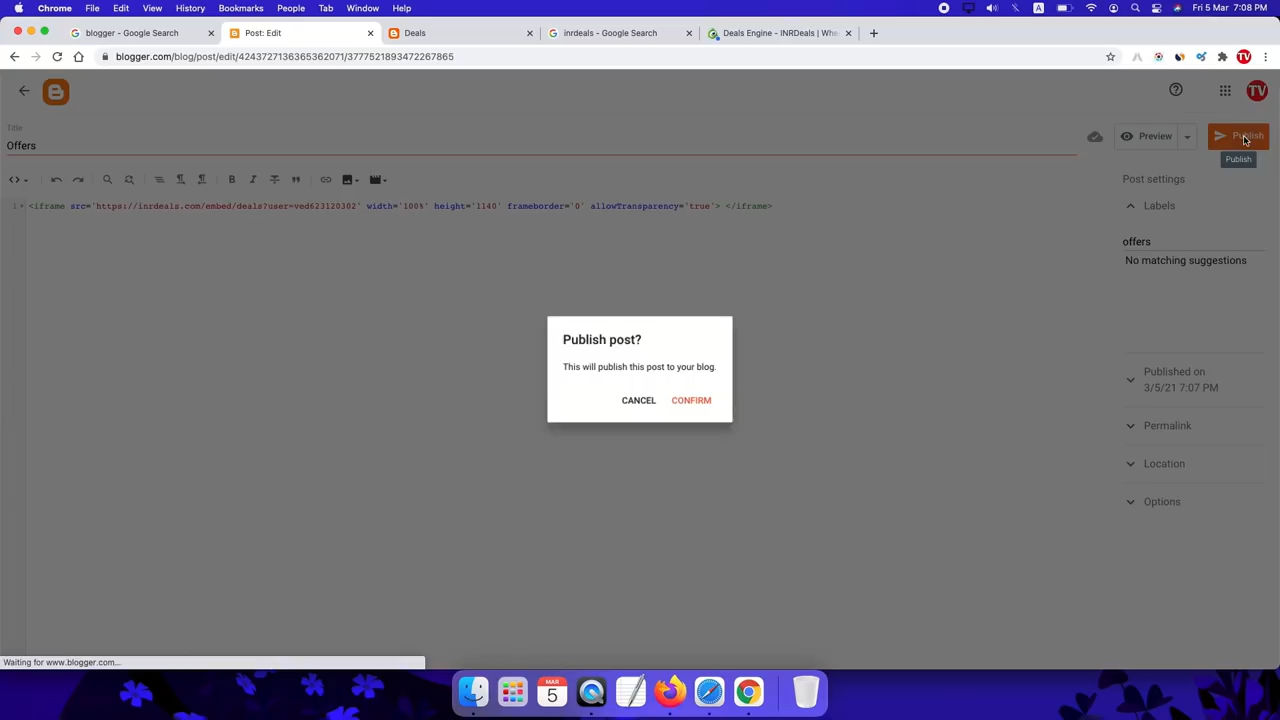 Chrome File Edit View History Bookmarks People Tab Window Help A Fri 5 Mar 7:08 PM
blogger - Google Search Post: Edit Deals inrdeals - Google Search Deals Engine - INRDeals | Whe
blogger.com/blog/post/edit/4243727136365362071/3777521893472267865 TV
TV
Title
Offers
Preview Publish
Publish
Post settings
1 <iframe src='https://inrdeals.com/embed/deals?user=ved623120302' width='100%' height='1140' frameborder='0' allowTransparency='true'> </iframe>
Labels
offers
No matching suggestions
Publish post?
This will publish this post to your blog.
CANCEL CONFIRM
Published on
3/5/21 7:07 PM
Permalink
Location
Options
Waiting for www.blogger.com...
MAR
5